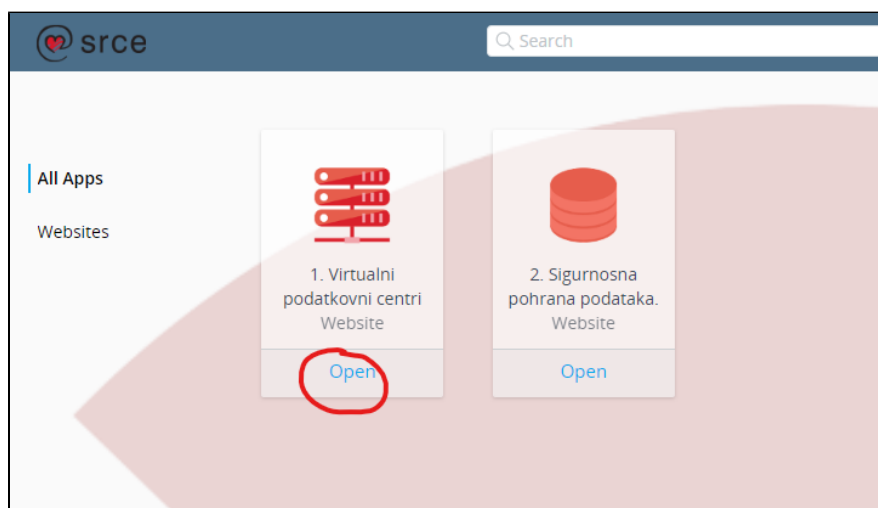 srce
Search
All Apps
Websites
1. Virtualni
podatkovni centri
Website
Open
2. Sigurnosna
pohrana podataka.
Website
Open